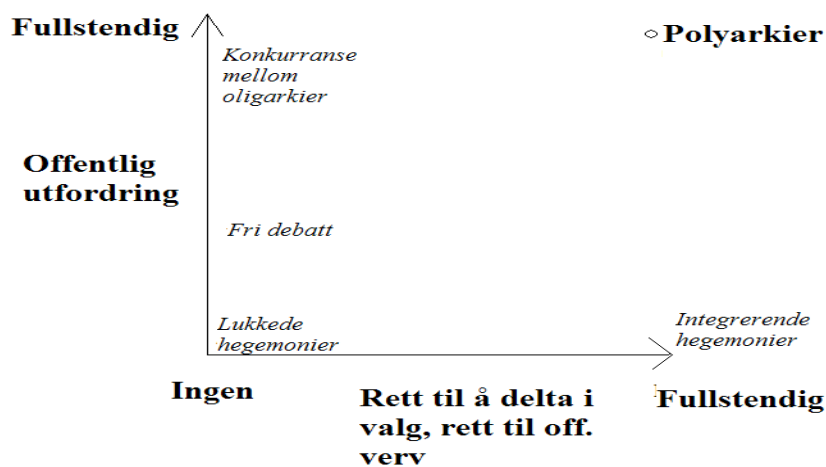 Fullstendig
Polyarkier
Konkurranse
mellom
oligarkier
Offentlig
utfordring
Fri debatt
Lukkede
hegemonier
Integrerende
hegemonier
Ingen
Rett til å delta i
valg, rett til off.
verv
Fullstendig